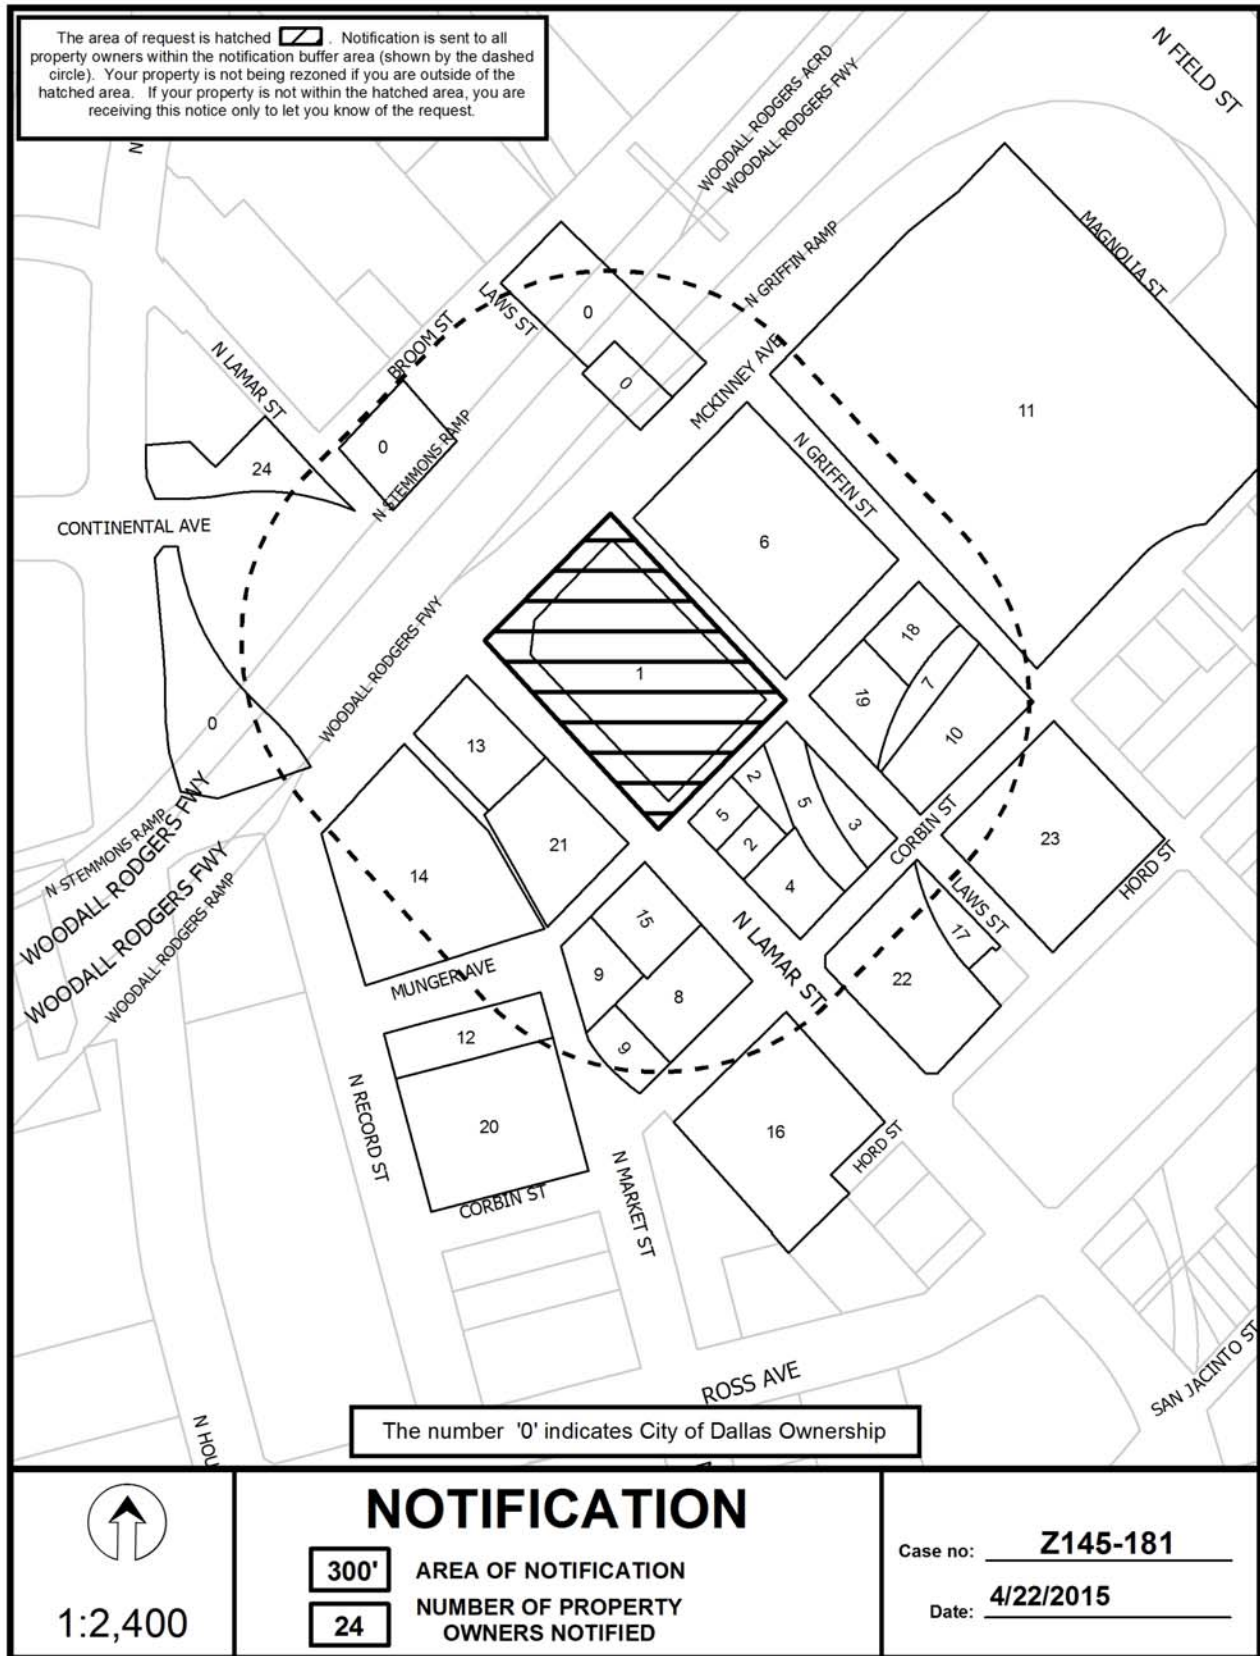 The area of request is hatched . Notification is sent to all
property owners within the notification buffer area (shown by the dashed
circle). Your property is not being rezoned if you are outside of the
hatched area. If your property is not within the hatched area, you are
receiving this notice only to let you know of the request.
N
N FIELD ST
WOODALL RODGERS ACRD
WOODALL RODGERS FWY
MAGNOLIA ST
N GRIFFIN RAMP
LAWS ST
0
BROOM ST
N LAMAR ST
MCKINNEY AVE
0
11
0
N STEMMONS RAMP
24
N GRIFFIN ST
CONTINENTAL AVE
6
WOODALL RODGERS FWY
18
1
7
19
0
10
13
2
5
5
3
CORBIN ST
23
HORD ST
2
21
4
14
N STEMMONS RAMP
WOODALL RODGERS FWY
WOODALL RODGERS FWY
WOODALL RODGERS RAMP
LAWS ST
15
N LAMAR ST
17
MUNGER AVE
9
8
22
12
9
N RECORD ST
20
16
HORD ST
CORBIN ST
N MARKET ST
ROSS AVE
SAN JACINTO ST
N HOU
The number '0' indicates City of Dallas Ownership
1:2,400
NOTIFICATION
300' AREA OF NOTIFICATION
24 NUMBER OF PROPERTY
OWNERS NOTIFIED
Case no: Z145-181
Date: 4/22/2015